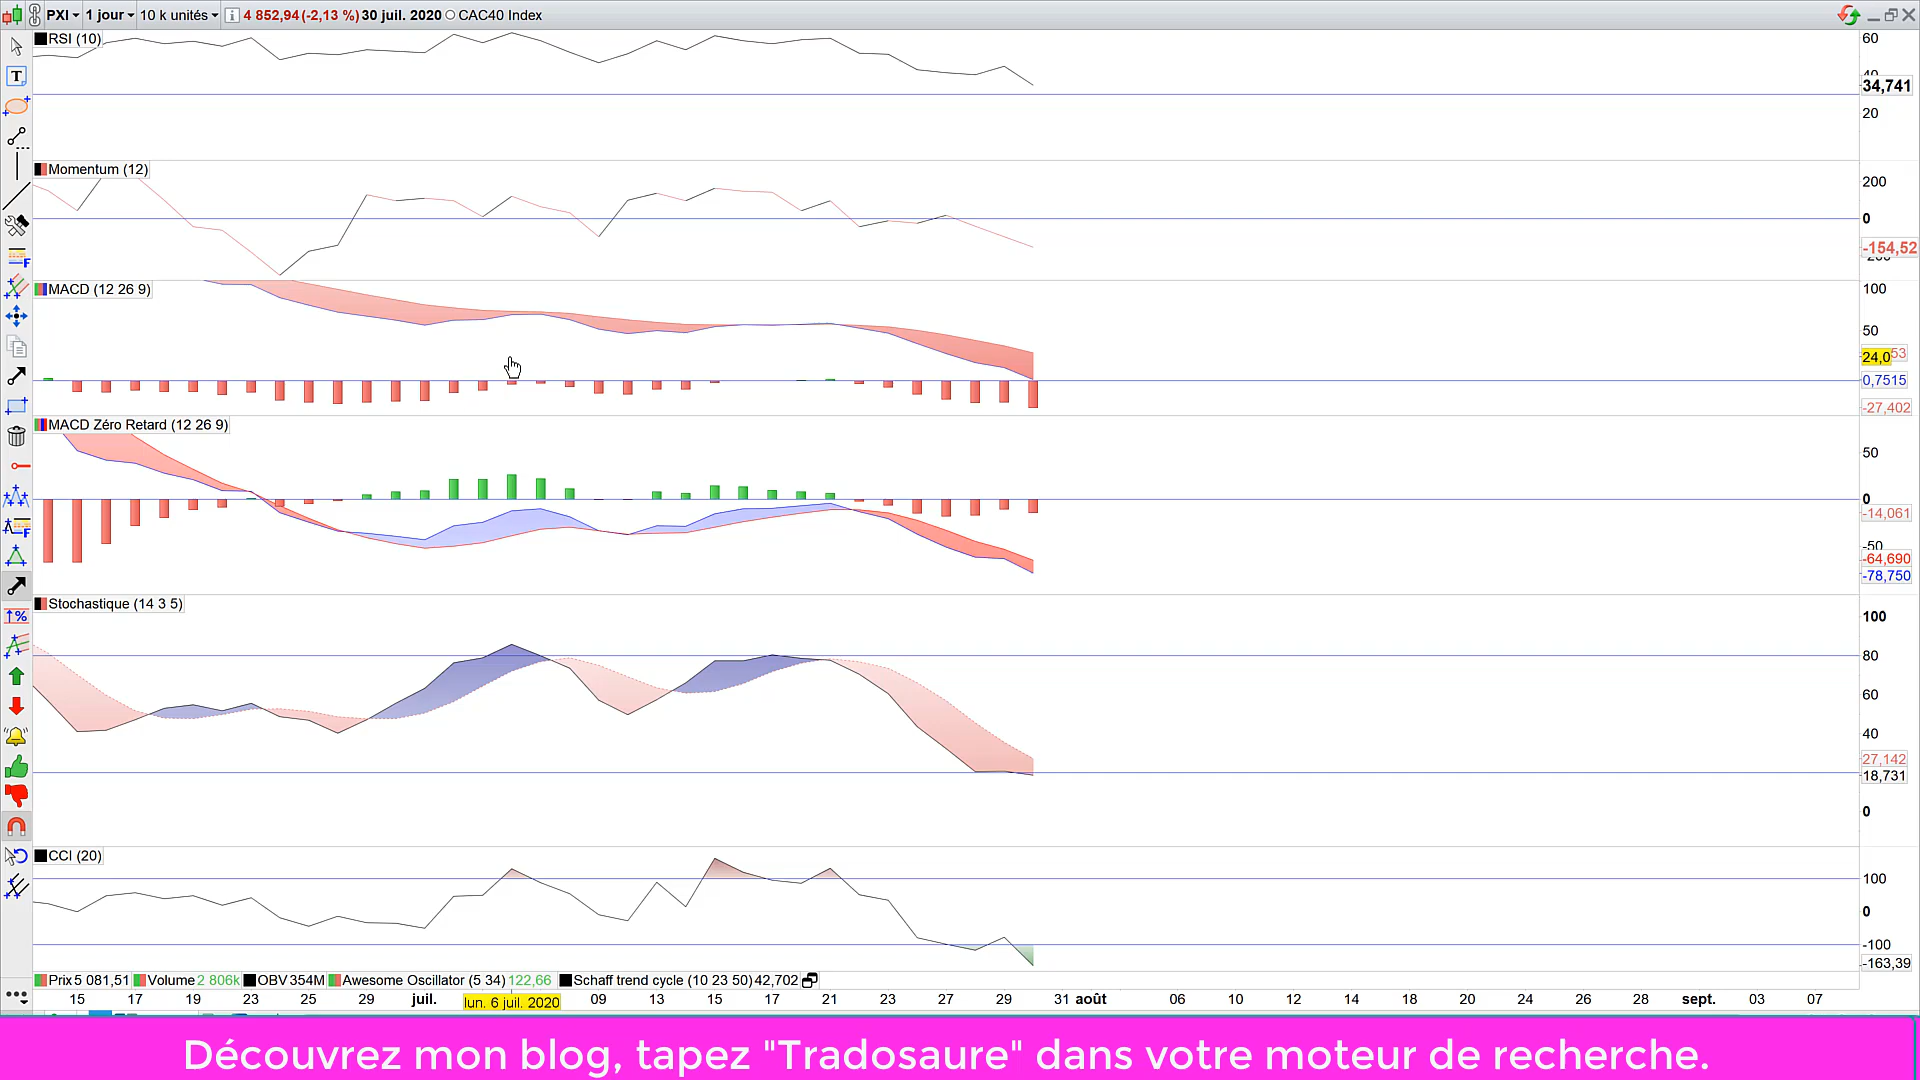 PXI 1 jour 10 k unités 4 852,94 (-2,13 %) 30 juil. 2020 CAC40 Index
RSI (10)
60
34,741
20
Momentum (12)
200
0
-154,52
MACD (12 26 9)
100
50
24,0
0,7515
-27,402
MACD Zéro Retard (12 26 9)
50
0
-14,061
-50
-64,690
-78,750
Stochastique (14 3 5)
100
80
60
40
27,142
18,731
0
CCI (20)
100
0
-100
-163,39
Prix 5 081,51 Volume 2 806k OBV 354M Awesome Oscillator (5 34) 122,66 Schaff trend cycle (10 23 50) 42,702
15 17 19 23 25 29 juil. lun. 6 juil. 2020 09 13 15 17 21 23 27 29 31 août 06 10 12 14 18 20 24 26 28 sept. 03 07
Découvrez mon blog, tapez "Tradosaure" dans votre moteur de recherche.